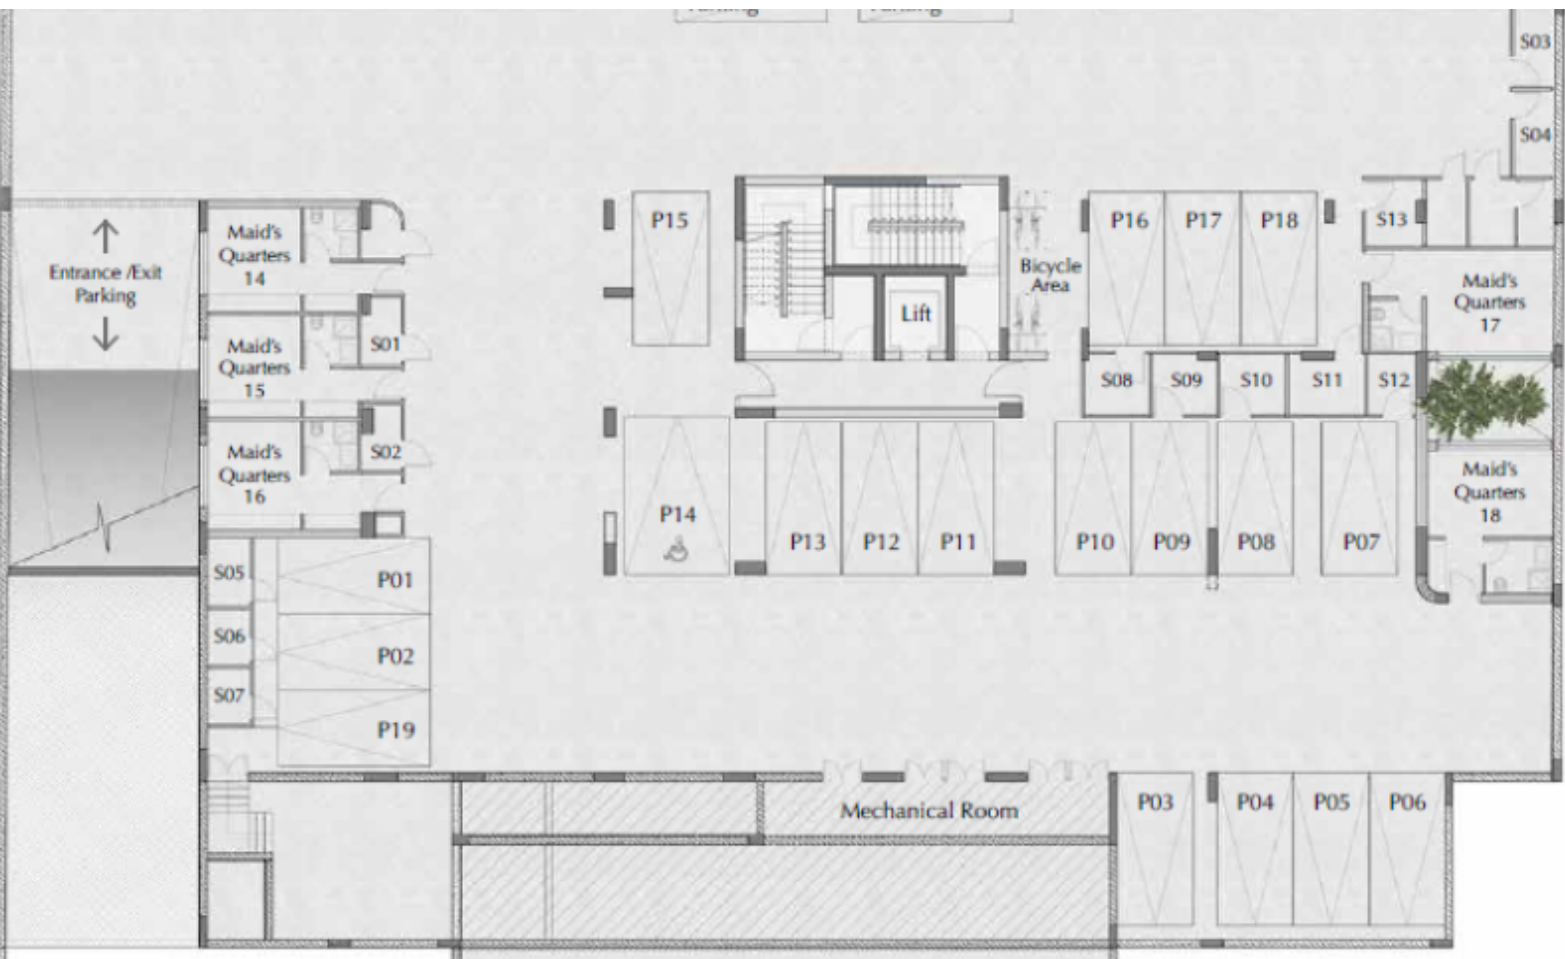 S03
S04
P15
P16
P17
P18
S13
Maid's
Quarters
14
Entrance /Exit
Parking
Bicycle
Area
Lift
Maid's
Quarters
17
Maid's
Quarters
15
S01
S08
S09
S10
S11
S12
Maid's
Quarters
16
S02
Maid's
Quarters
18
P14
P13
P12
P11
P10
P09
P08
P07
S05
P01
S06
P02
S07
P19
Mechanical Room
P03
P04
P05
P06